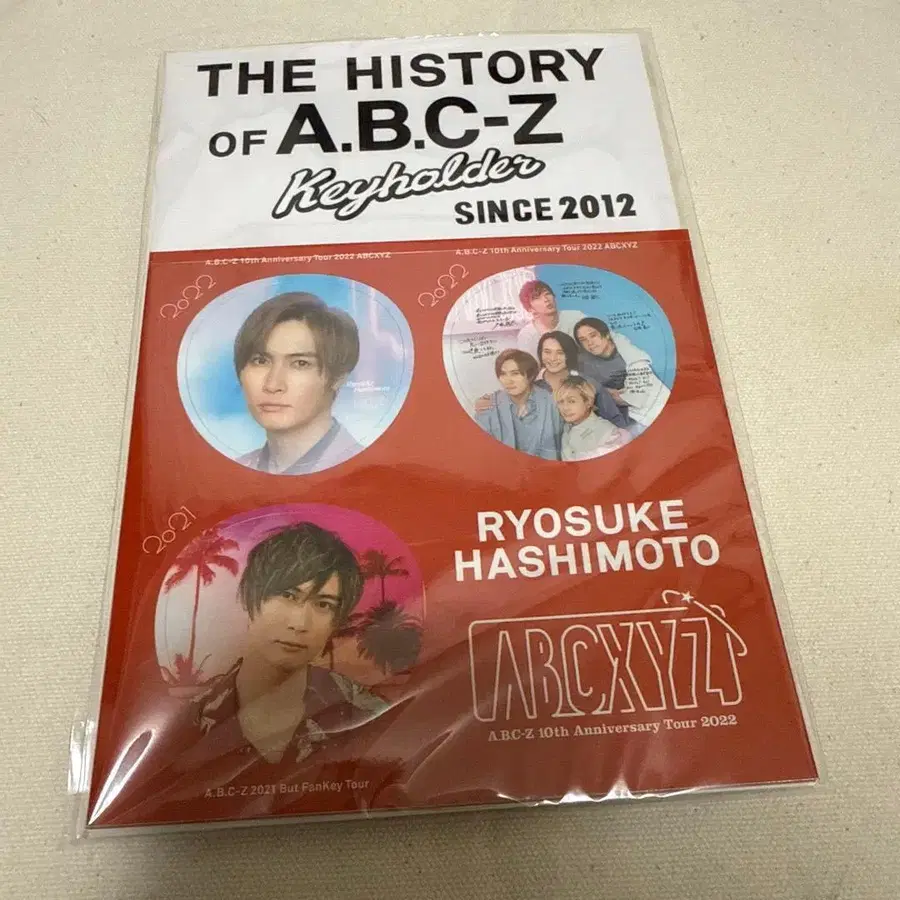 THE HISTORY
OF A.B.C-Z
Keyholder
SINCE 2012
A.B.C-Z 10th Anniversary Tour 2022 ABCXYZ
A.B.C-Z 10th Anniversary Tour 2022 ABCXYZ
2022
2022
2021
RYOSUKE
HASHIMOTO
ABCXYZ
A.B.C-Z 10th Anniversary Tour 2022
A.B.C-Z 2021 But FanKey Tour